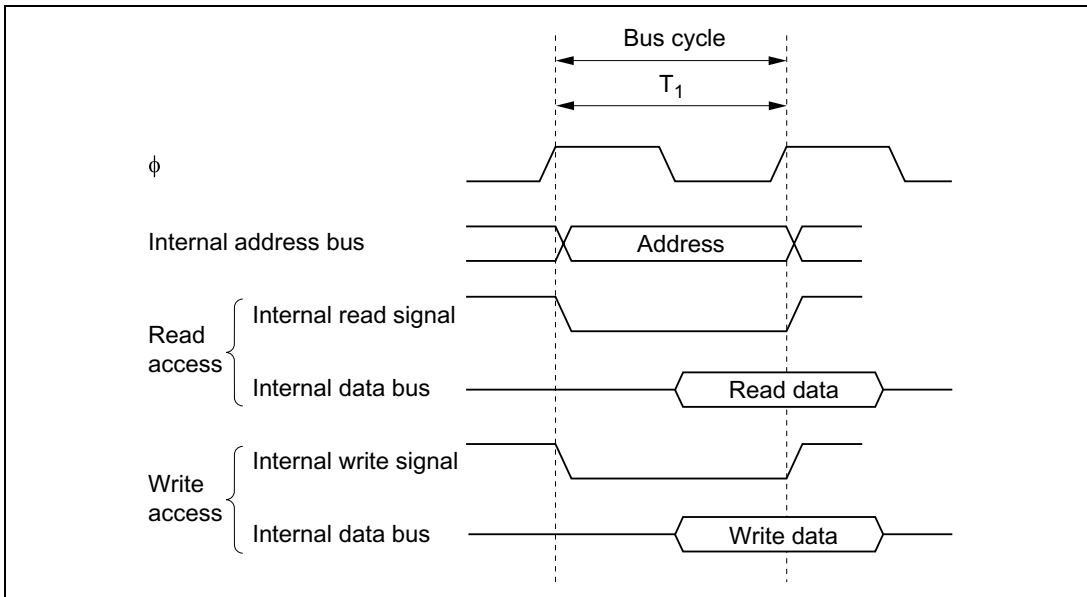 Bus cycle
T₁
ϕ
Internal address bus
Address
Read access
Internal read signal
Internal data bus
Read data
Write access
Internal write signal
Internal data bus
Write data